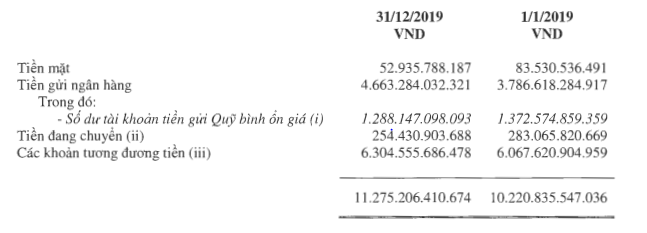 31/12/2019 1/1/2019
VND VND
Tiền mặt 52.935.788.187 83.530.536.491
Tiền gửi ngân hàng 4.663.284.032.321 3.786.618.284.917
Trong đó:
- Số dư tài khoản tiền gửi Quỹ bình ổn giá (i) 1.288.147.098.093 1.372.574.859.359
Tiền đang chuyển (ii) 254.430.903.688 283.065.820.669
Các khoản tương đương tiền (iii) 6.304.555.686.478 6.067.620.904.959
11.275.206.410.674 10.220.835.547.036